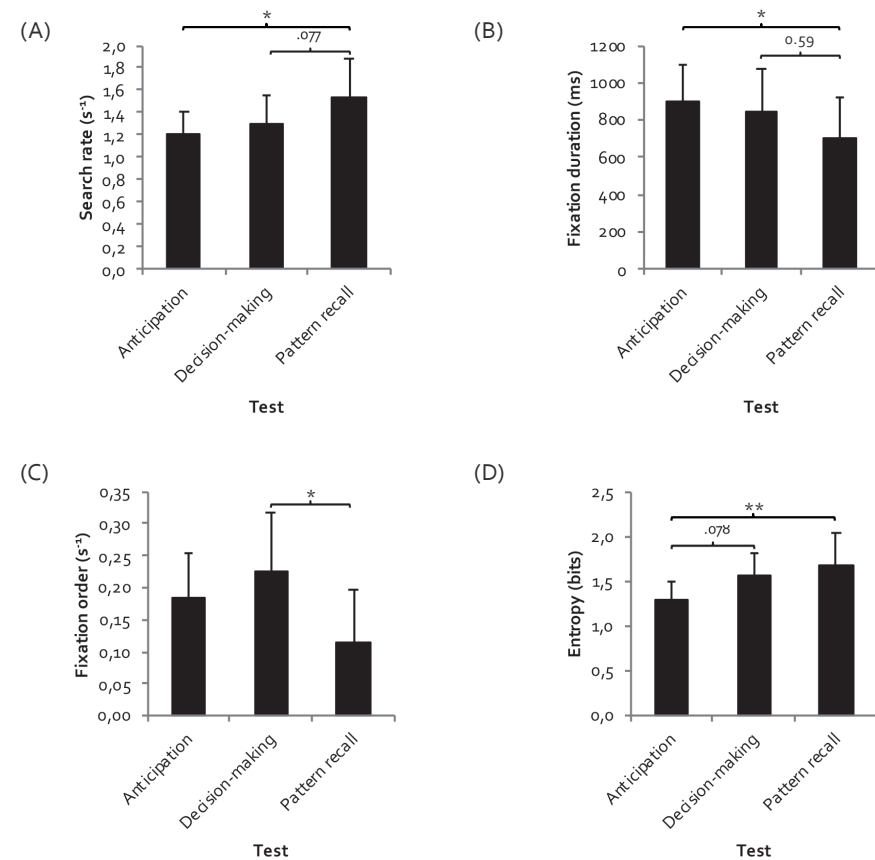 (A)
*
.077
2,0
1,8
1,6
1,4
1,2
1,0
0,8
0,6
0,4
0,2
0,0
Search rate (s⁻¹)
Anticipation
Decision-making
Pattern recall
Test
(B)
*
0.59
1200
1000
800
600
400
200
0
Fixation duration (ms)
Anticipation
Decision-making
Pattern recall
Test
(C)
*
0,35
0,30
0,25
0,20
0,15
0,10
0,05
0,00
Fixation order (s⁻¹)
Anticipation
Decision-making
Pattern recall
Test
(D)
**
.078
2,5
2,0
1,5
1,0
0,5
0,0
Entropy (bits)
Anticipation
Decision-making
Pattern recall
Test